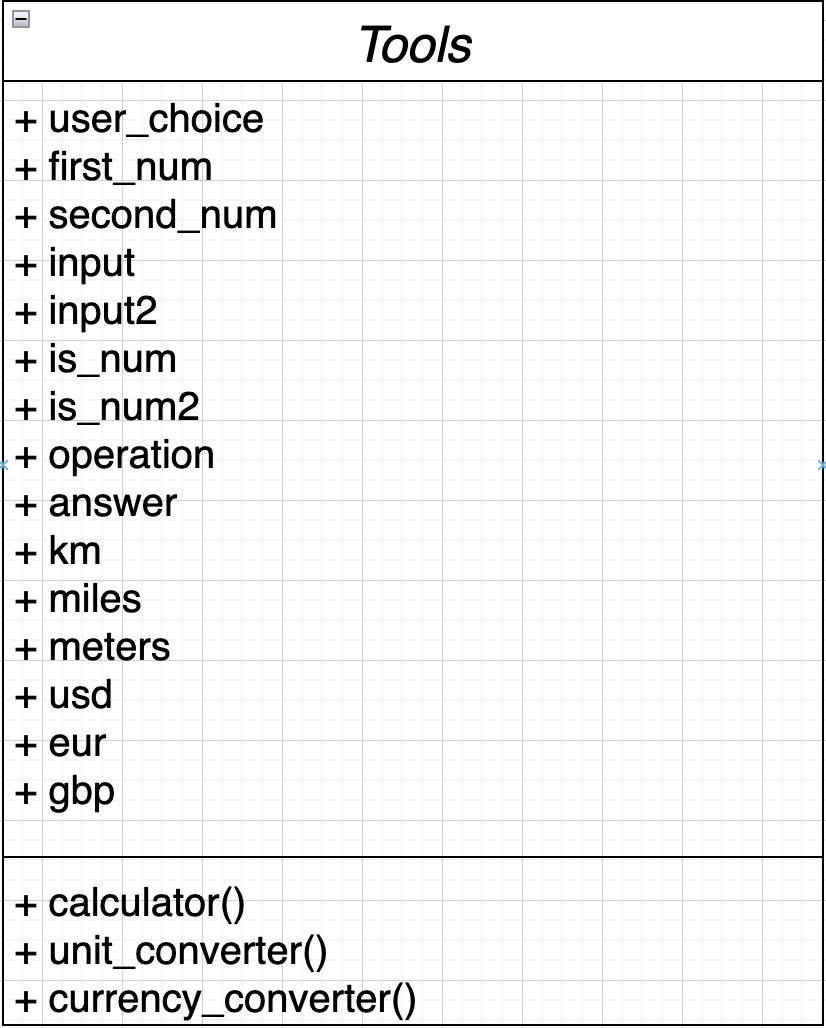 Tools
+ user_choice
+ first_num
+ second_num
+ input
+ input2
+ is_num
+ is_num2
+ operation
+ answer
+ km
+ miles
+ meters
+ usd
+ eur
+ gbp
+ calculator()
+ unit_converter()
+ currency_converter()